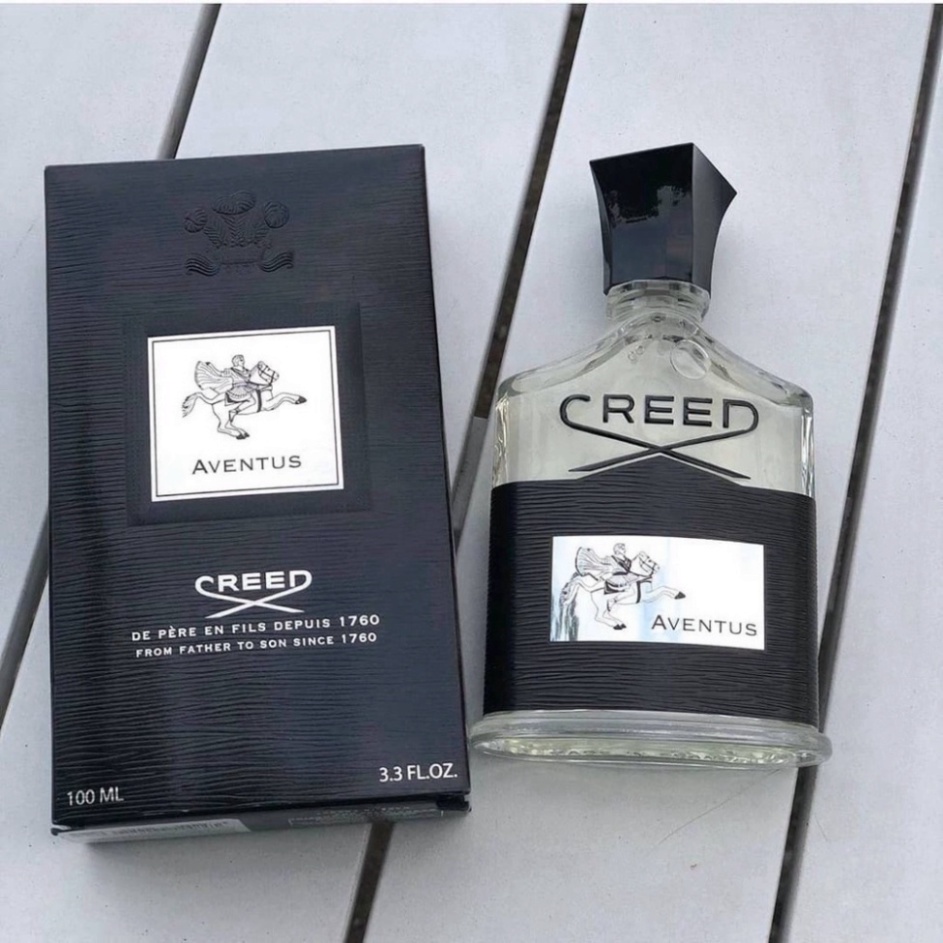 AVENTUS
CREED
DE PÈRE EN FILS DEPUIS 1760
FROM FATHER TO SON SINCE 1760
100 ML
3.3 FL.OZ.
CREED
AVENTUS